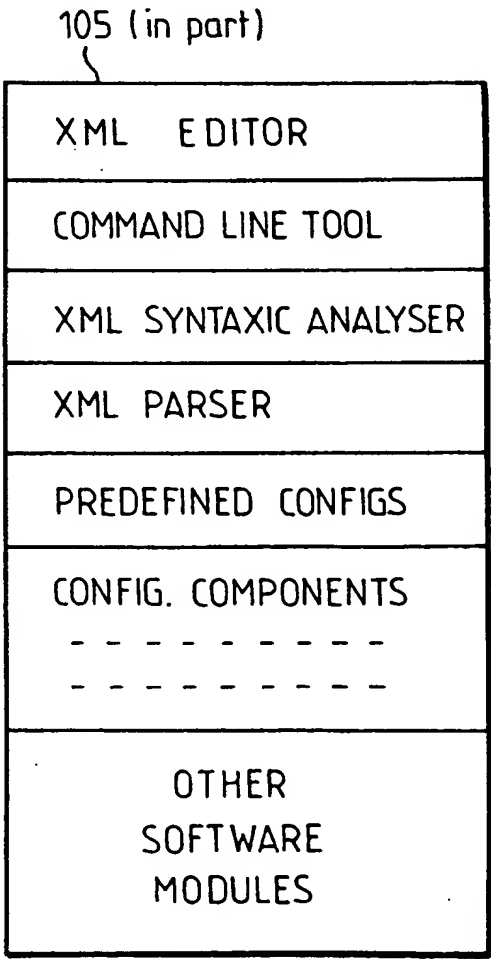 105 (in part)
XML EDITOR
COMMAND LINE TOOL
XML SYNTAXIC ANALYSER
XML PARSER
PREDEFINED CONFIGS
CONFIG. COMPONENTS
- - - - - - - - -
- - - - - - - - -
OTHER
SOFTWARE
MODULES